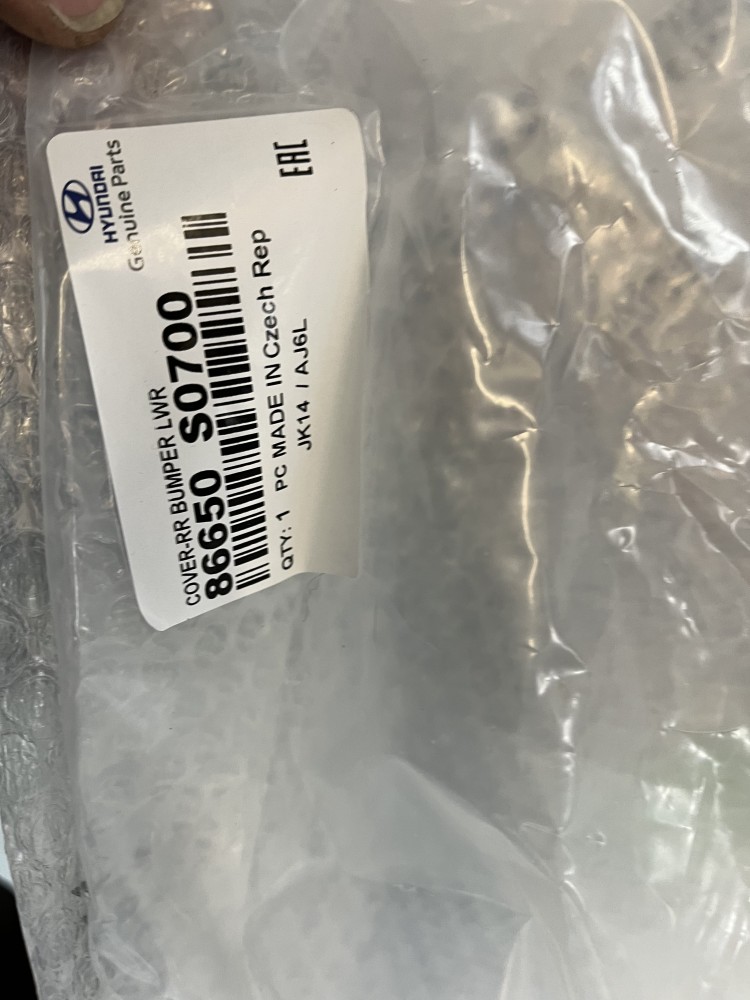 HYUNDAI
Genuine Parts
EAC
COVER-RR BUMPER LWR
86650 S0700
QTY: 1 PC MADE IN Czech Rep
JK14 / AJ6L